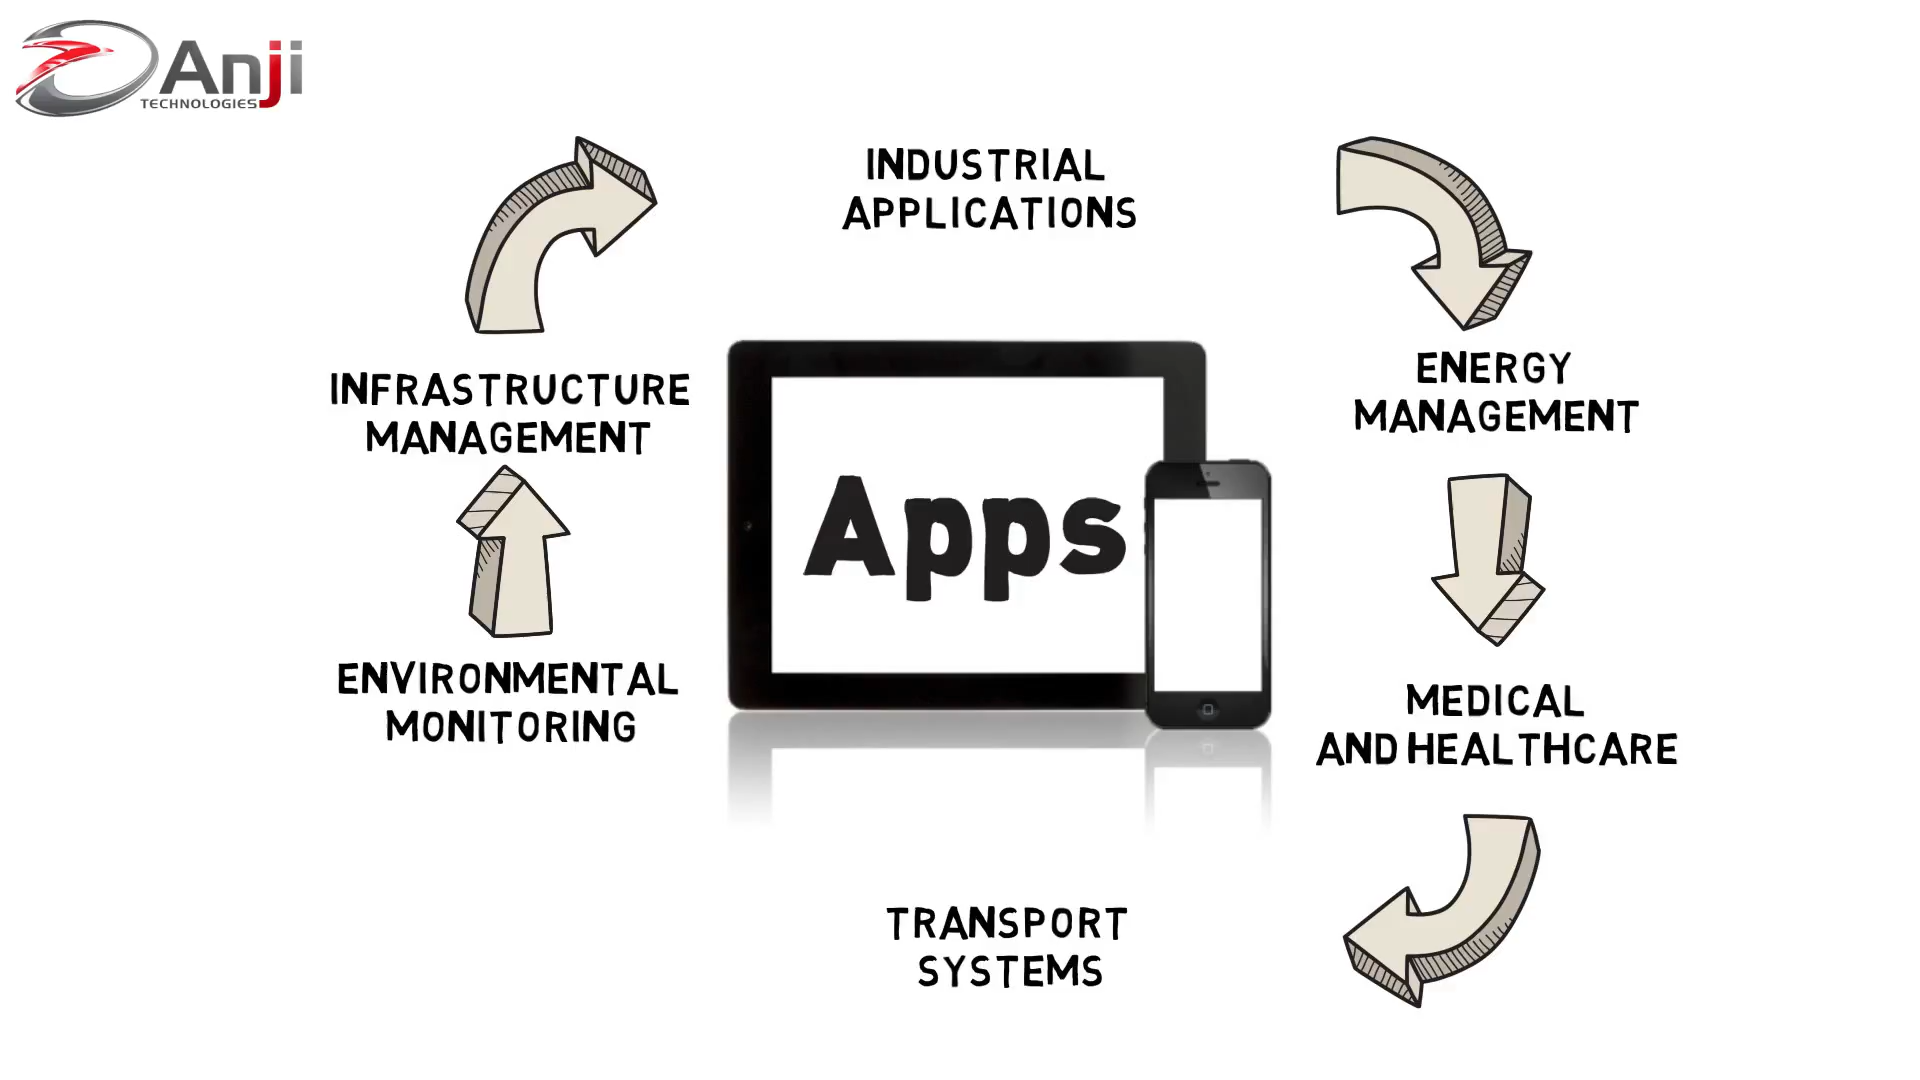 Anji
TECHNOLOGIES
INDUSTRIAL
APPLICATIONS
ENERGY
MANAGEMENT
INFRASTRUCTURE
MANAGEMENT
Apps
ENVIRONMENTAL
MONITORING
MEDICAL
AND HEALTHCARE
TRANSPORT
SYSTEMS